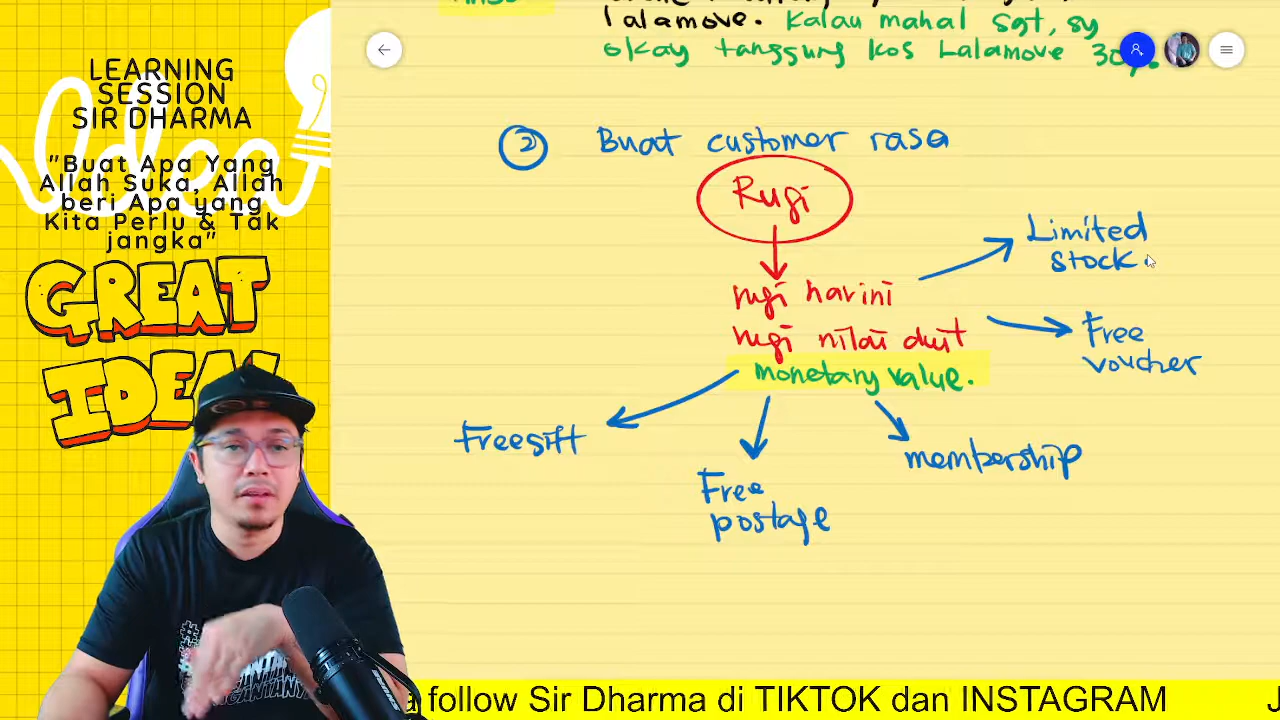 LEARNING
SESSION
SIR DHARMA
"Buat Apa Yang
Allah Suka, Allah
beri Apa yang
Kita Perlu & Tak
jangka"
GREAT
IDEA
lalamove. Kalau mahal sgt, sy
okay tanggung kos Lalamove 30%.
2 Buat customer rasa
Rugi
rugi harini
rugi nilai duit
monetary value.
Limited
stock.
Free
voucher
Freegift
Free
postage
membership
follow Sir Dharma di TIKTOK dan INSTAGRAM J